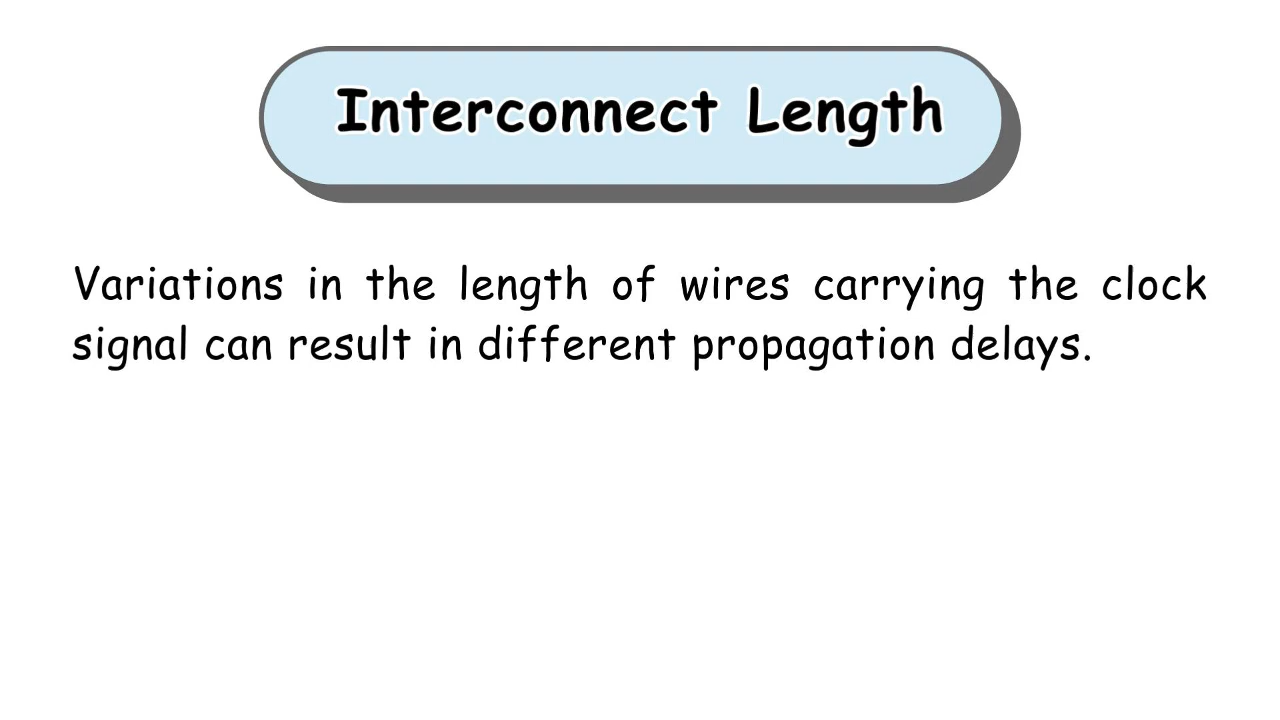 Interconnect Length
Variations in the length of wires carrying the clock
signal can result in different propagation delays.